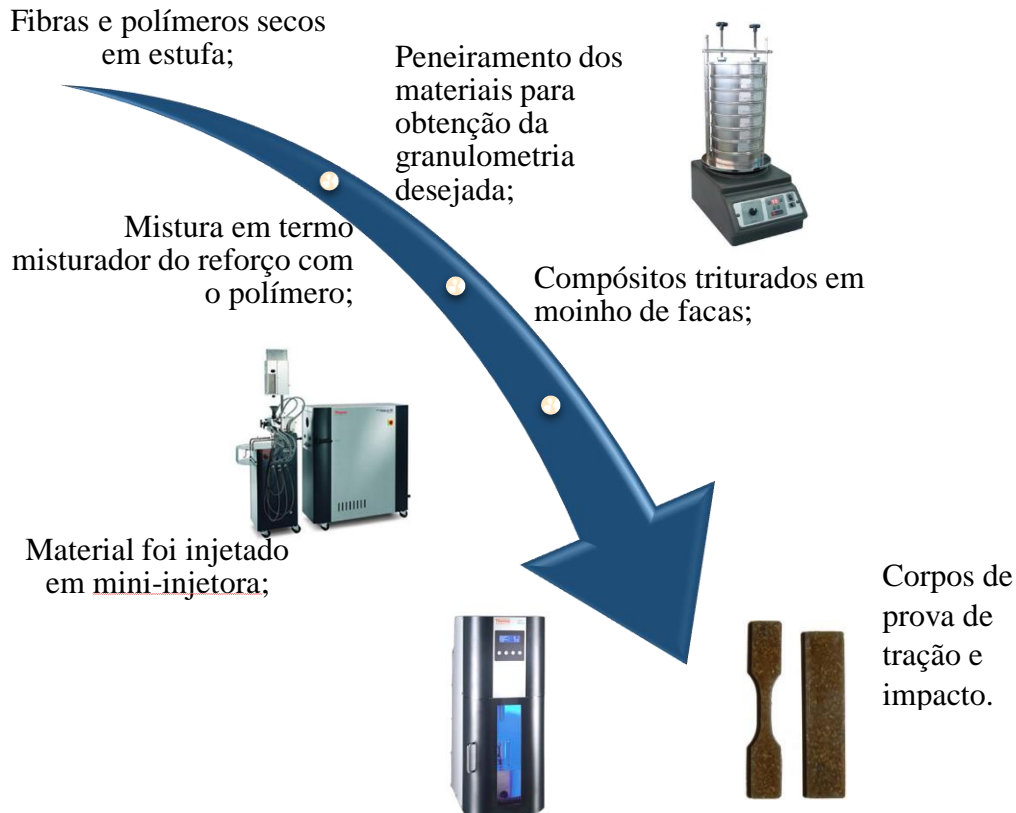 Fibras e polímeros secos
em estufa;
Peneiramento dos
materiais para
obtenção da
granulometria
desejada;
Mistura em termo
misturador do reforço com
o polímero;
Compósitos triturados em
moinho de facas;
Material foi injetado
em mini-injetora;
Corpos de
prova de
tração e
impacto.